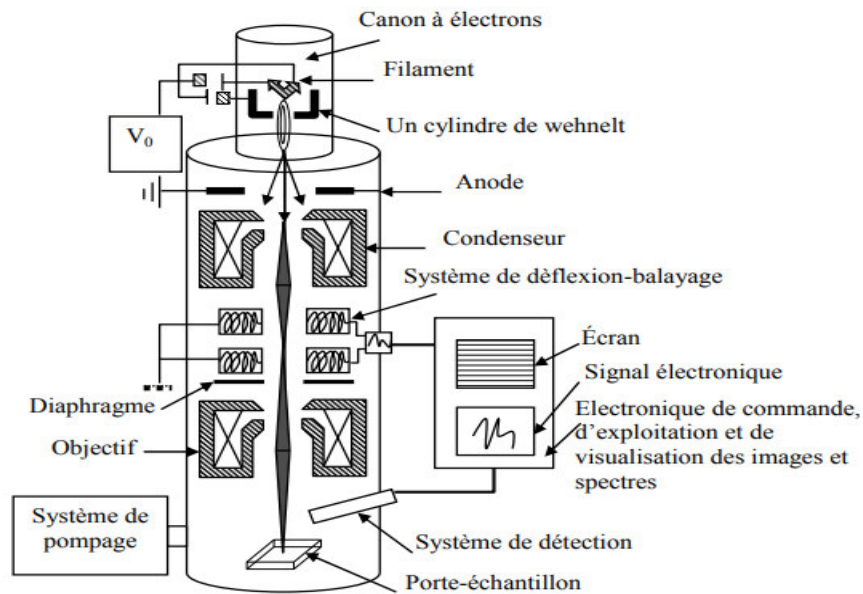 Canon à électrons
Filament
Un cylindre de wehnelt
V₀
Anode
Condenseur
Système de dèflexion-balayage
Écran
Signal électronique
Diaphragme
Electronique de commande,
d'exploitation et de
visualisation des images et
spectres
Objectif
Système de
pompage
Système de détection
Porte-échantillon